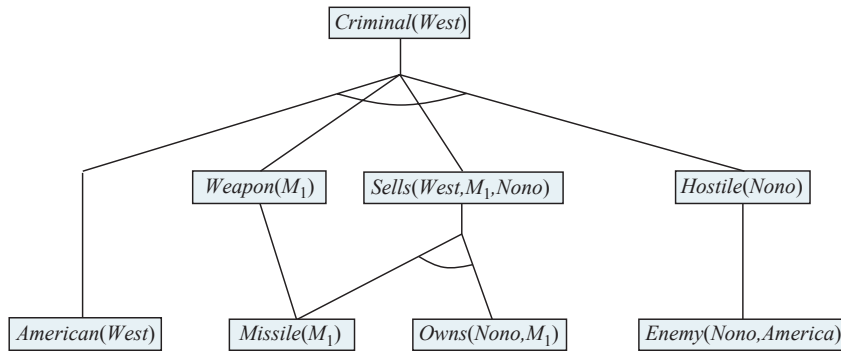 Criminal(West)
Weapon(M₁)
Sells(West,M₁,Nono)
Hostile(Nono)
American(West)
Missile(M₁)
Owns(Nono,M₁)
Enemy(Nono,America)